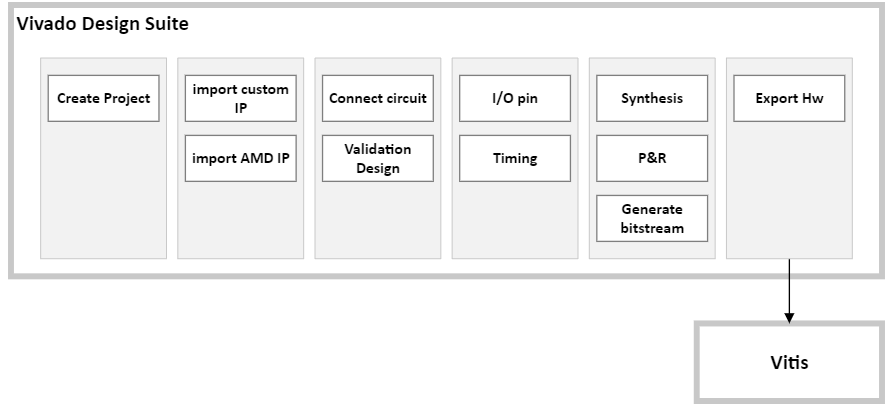 Vivado Design Suite
Create Project
import custom
IP
import AMD IP
Connect circuit
Validation
Design
I/O pin
Timing
Synthesis
P&R
Generate
bitstream
Export Hw
Vitis